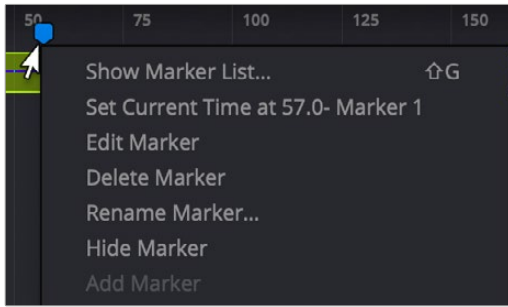 50 75 100 125 150
Show Marker List... ⇧G
Set Current Time at 57.0- Marker 1
Edit Marker
Delete Marker
Rename Marker...
Hide Marker
Add Marker